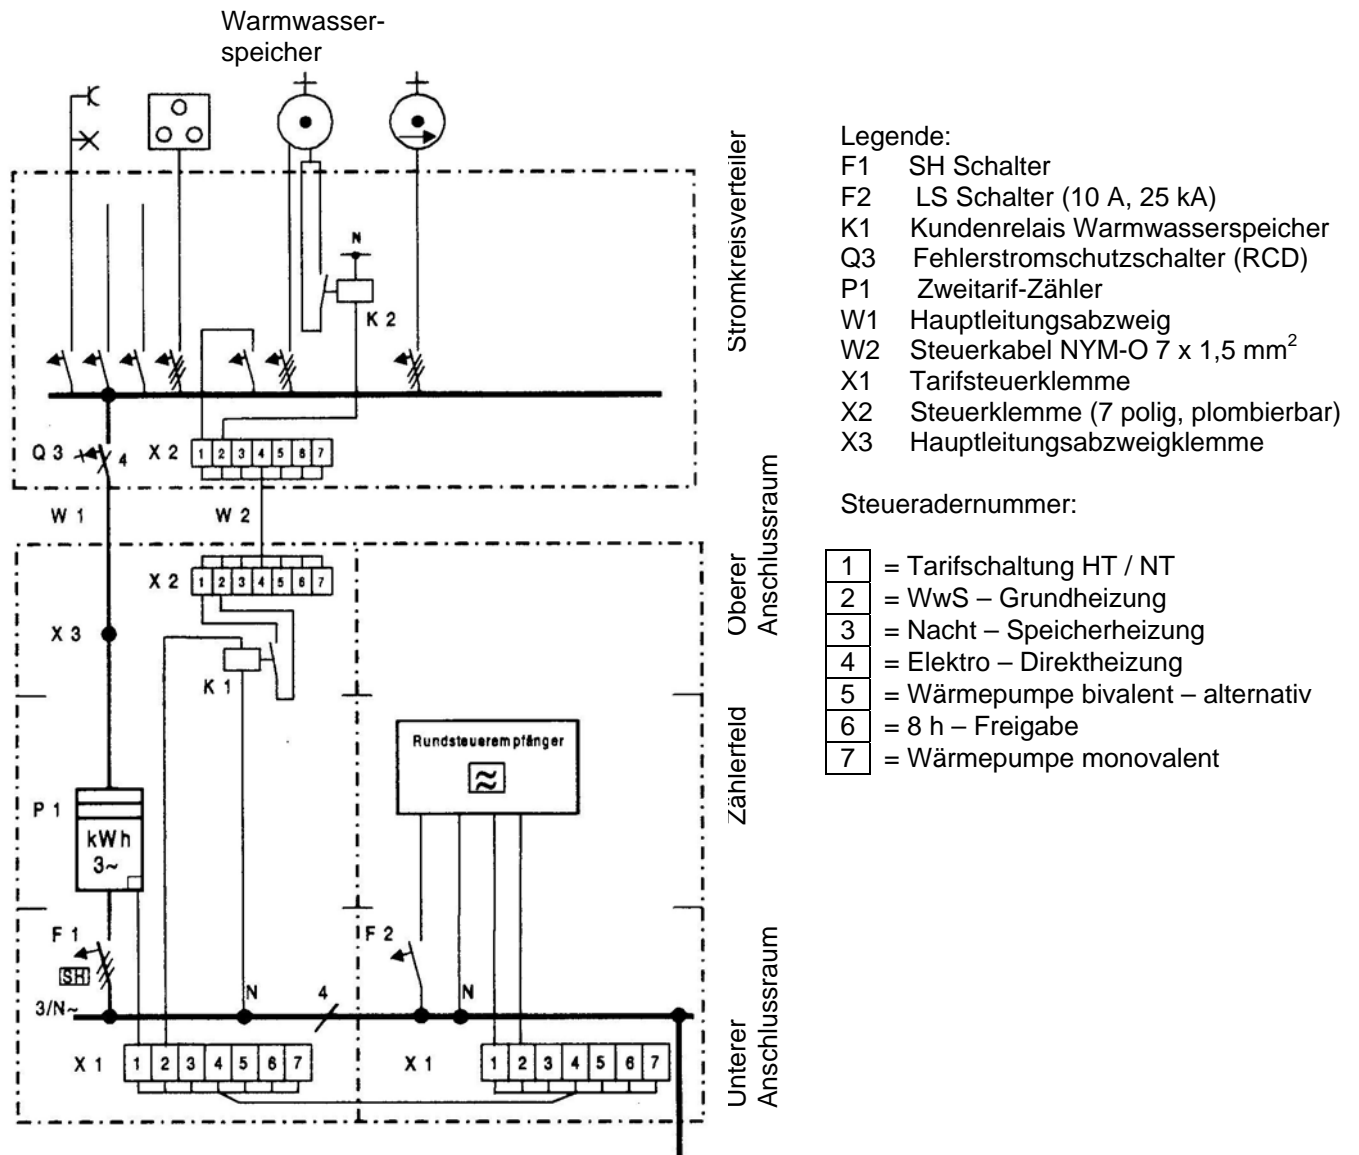 Warmwasser-
speicher
N
K 2
Q 3
4
X 2
1 2 3 4 5 6 7
W 1
W 2
X 2
1 2 3 4 5 6 7
X 3
K 1
Rundsteuerempfänger
≈
P 1
kWh
3~
F 1
SH
3/N~
N
4
F 2
N
X 1
1 2 3 4 5 6 7
X 1
1 2 3 4 5 6 7
Stromkreisverteiler
Oberer
Anschlussraum
Zählerfeld
Unterer
Anschlussraum
Legende:
F1 SH Schalter
F2 LS Schalter (10 A, 25 kA)
K1 Kundenrelais Warmwasserspeicher
Q3 Fehlerstromschutzschalter (RCD)
P1 Zweitarif-Zähler
W1 Hauptleitungsabzweig
W2 Steuerkabel NYM-O 7 x 1,5 mm²
X1 Tarifsteuerklemme
X2 Steuerklemme (7 polig, plombierbar)
X3 Hauptleitungsabzweigklemme
Steueradernummer:
1 = Tarifschaltung HT / NT
2 = WwS – Grundheizung
3 = Nacht – Speicherheizung
4 = Elektro – Direktheizung
5 = Wärmepumpe bivalent – alternativ
6 = 8 h – Freigabe
7 = Wärmepumpe monovalent